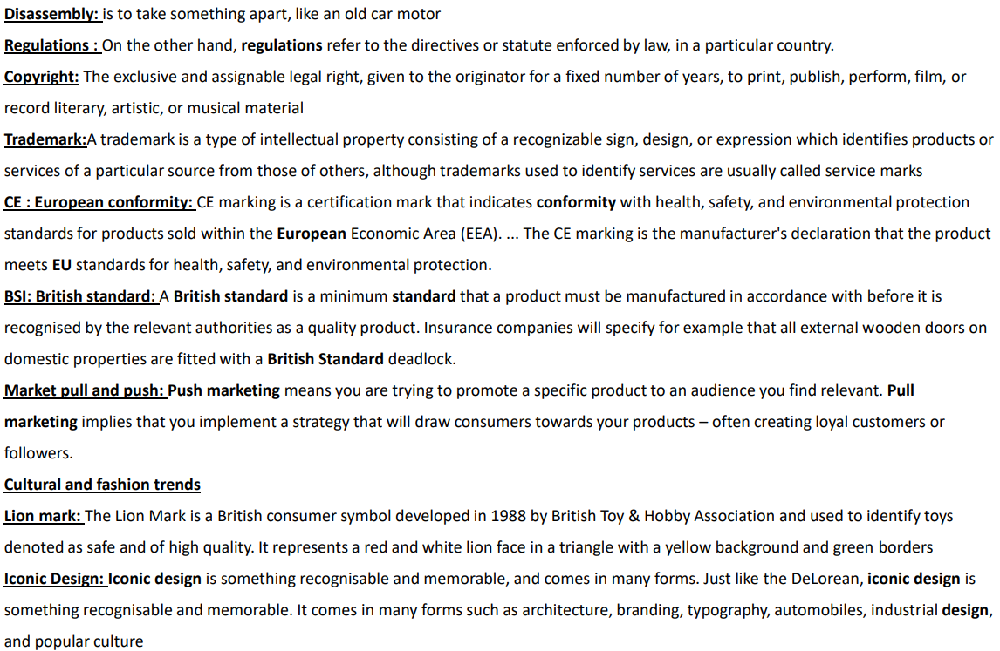 Disassembly: is to take something apart, like an old car motor
Regulations : On the other hand, regulations refer to the directives or statute enforced by law, in a particular country.
Copyright: The exclusive and assignable legal right, given to the originator for a fixed number of years, to print, publish, perform, film, or
record literary, artistic, or musical material
Trademark:A trademark is a type of intellectual property consisting of a recognizable sign, design, or expression which identifies products or
services of a particular source from those of others, although trademarks used to identify services are usually called service marks
CE : European conformity: CE marking is a certification mark that indicates conformity with health, safety, and environmental protection
standards for products sold within the European Economic Area (EEA). ... The CE marking is the manufacturer's declaration that the product
meets EU standards for health, safety, and environmental protection.
BSI: British standard: A British standard is a minimum standard that a product must be manufactured in accordance with before it is
recognised by the relevant authorities as a quality product. Insurance companies will specify for example that all external wooden doors on
domestic properties are fitted with a British Standard deadlock.
Market pull and push: Push marketing means you are trying to promote a specific product to an audience you find relevant. Pull
marketing implies that you implement a strategy that will draw consumers towards your products – often creating loyal customers or
followers.
Cultural and fashion trends
Lion mark: The Lion Mark is a British consumer symbol developed in 1988 by British Toy & Hobby Association and used to identify toys
denoted as safe and of high quality. It represents a red and white lion face in a triangle with a yellow background and green borders
Iconic Design: Iconic design is something recognisable and memorable, and comes in many forms. Just like the DeLorean, iconic design is
something recognisable and memorable. It comes in many forms such as architecture, branding, typography, automobiles, industrial design,
and popular culture